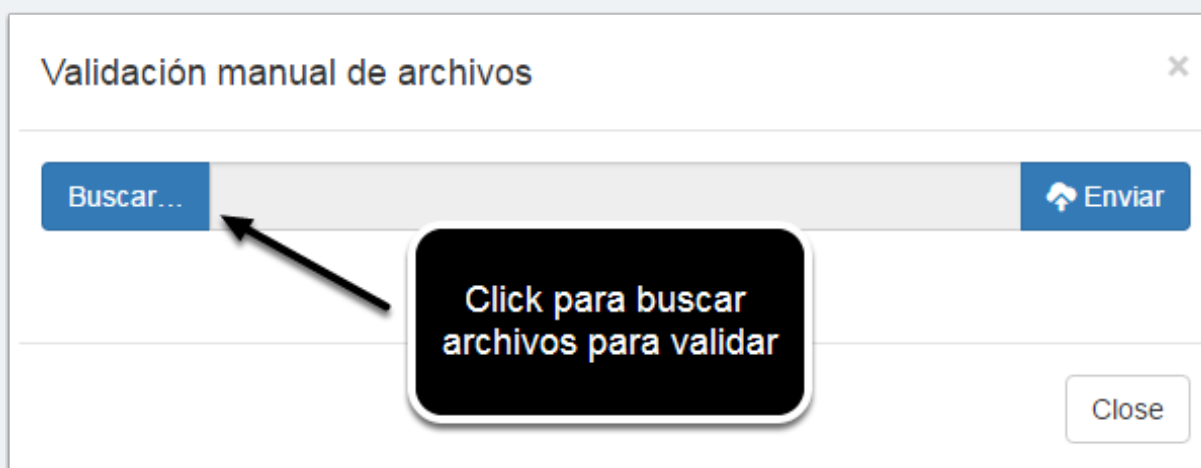 Validación manual de archivos
×
Buscar...
Enviar
Click para buscar
archivos para validar
Close